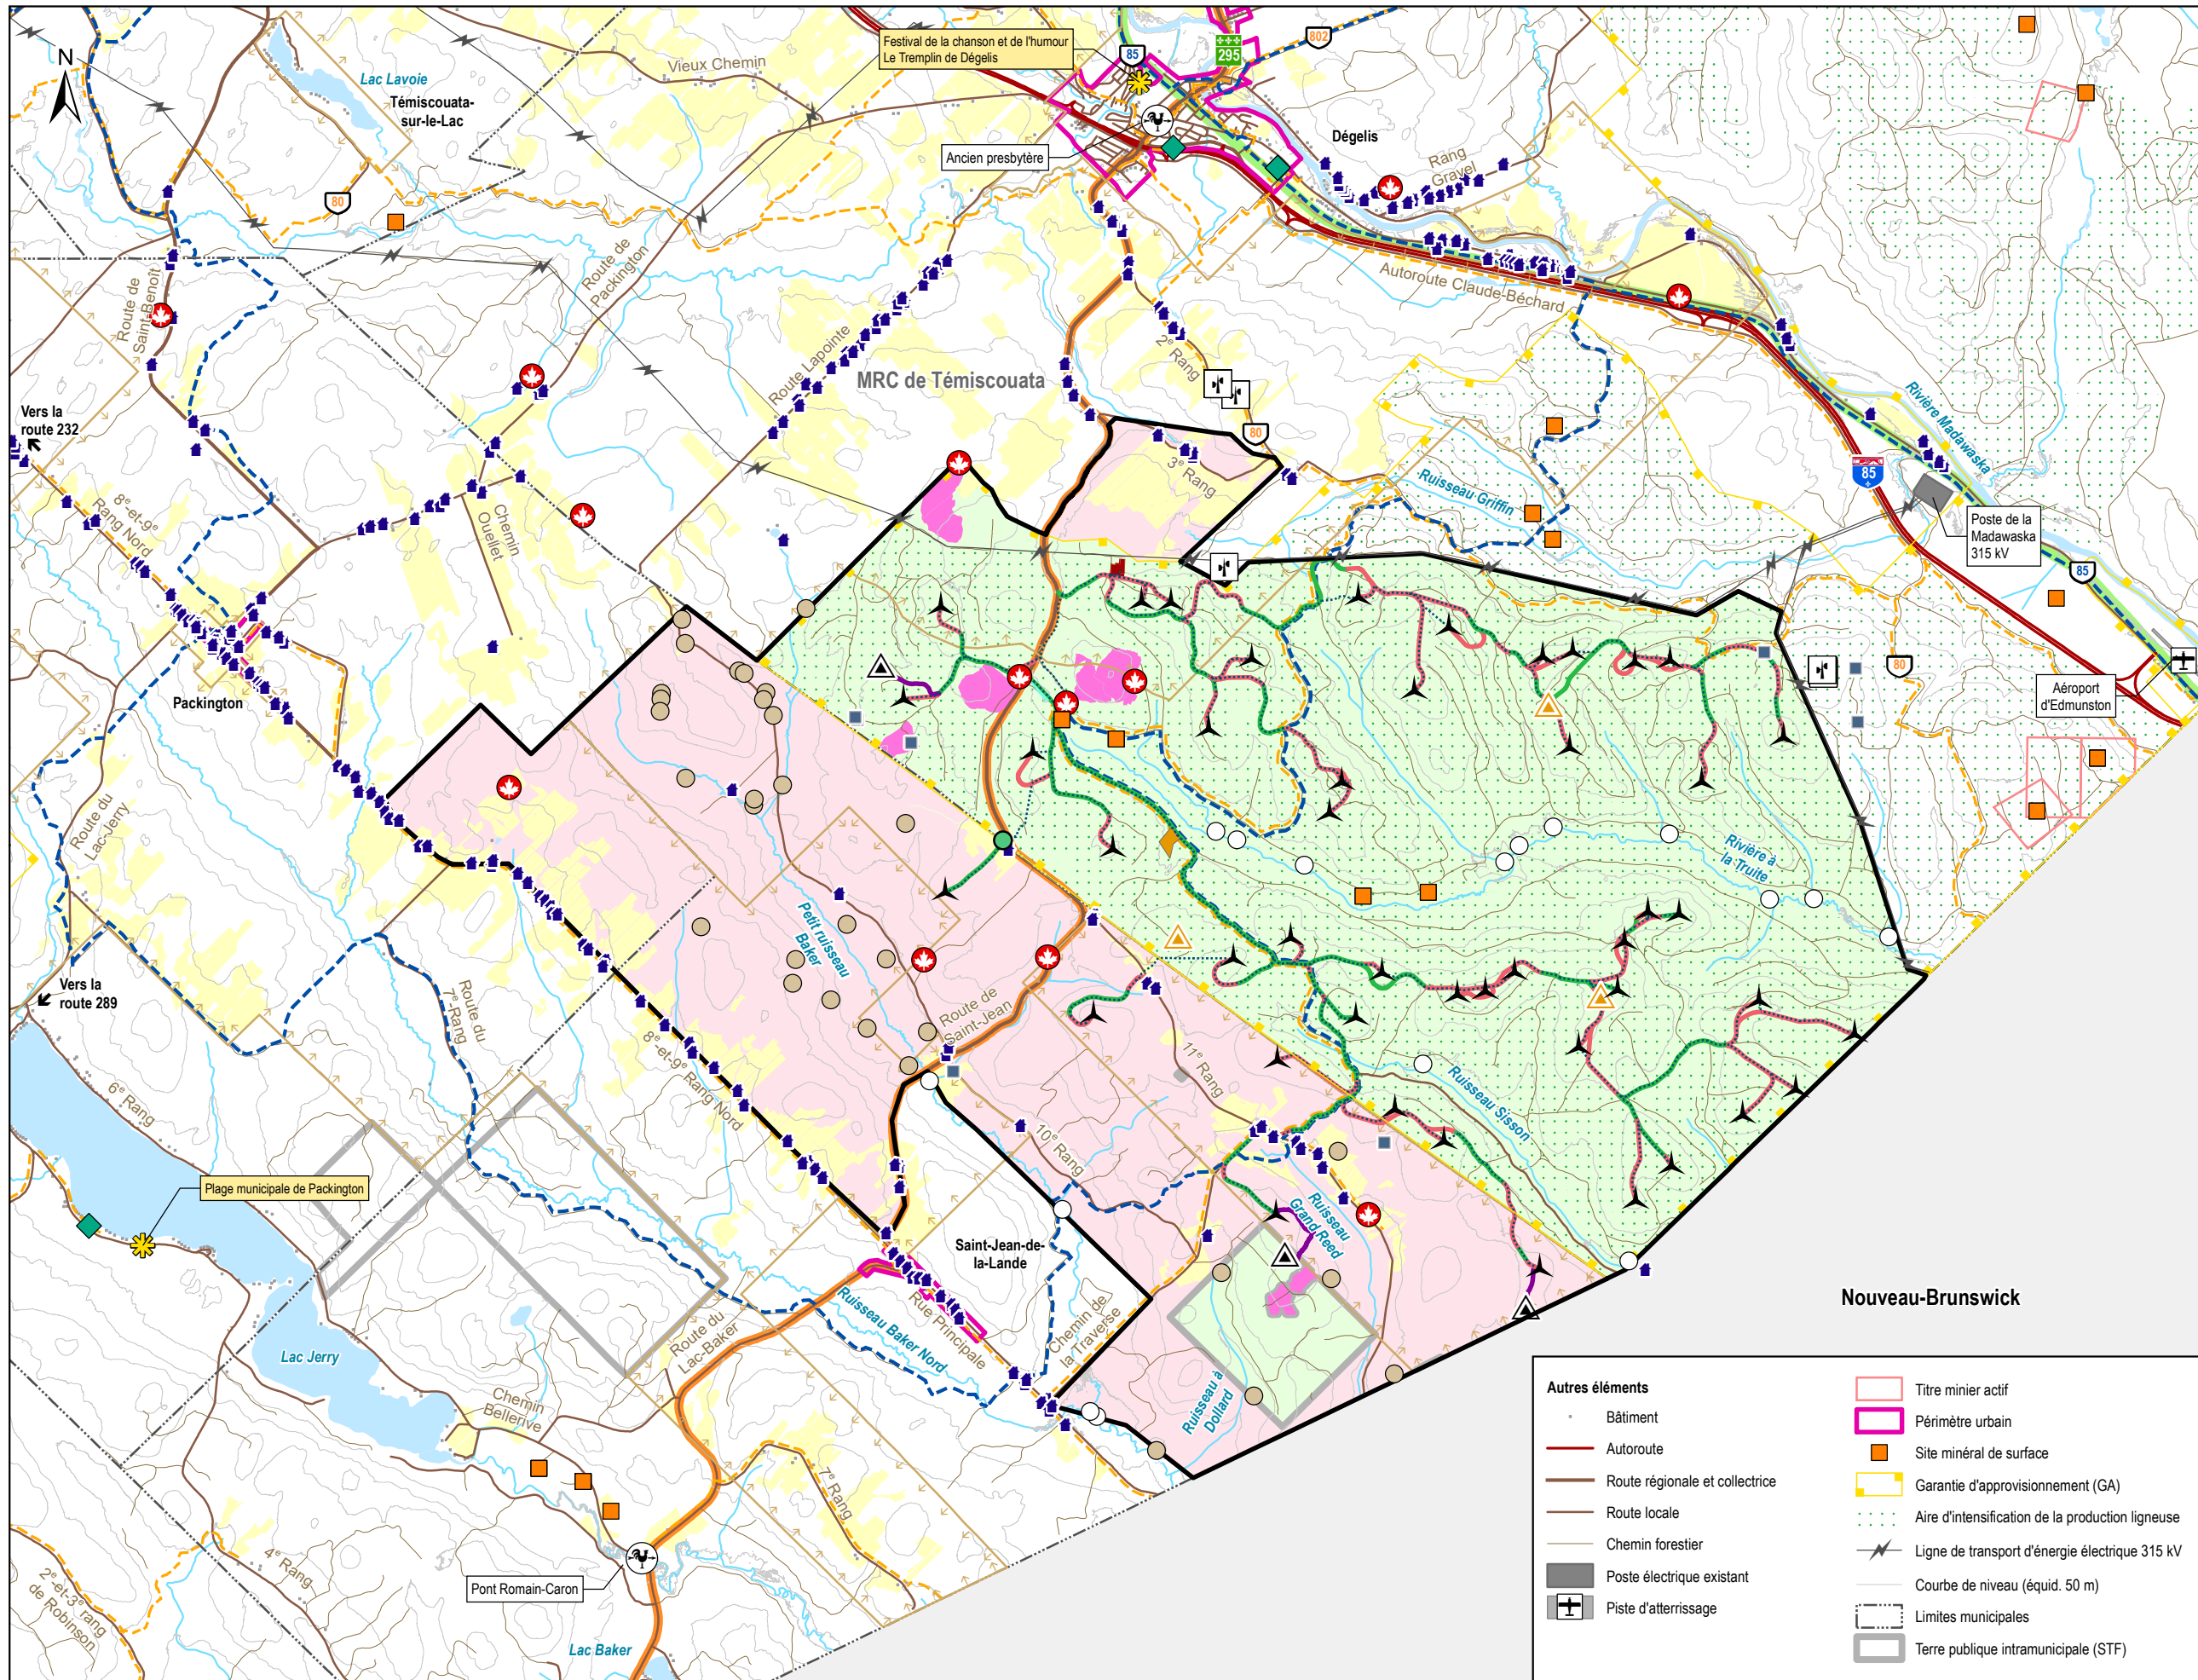 N
Lac Lavoie
Témiscouata-
sur-le-Lac
Vieux Chemin
Festival de la chanson et de l'humour
Le Tremplin de Dégelis
85
295
802
Ancien presbytère
Dégelis
Rang
Gravel
80
Route de
Saint-Benoit
Route de
Packington
Route Lapointe
MRC de Témiscouata
2e Rang
Autoroute Claude-Béchard
Rivière Madawaska
Vers la
route 232
8e-et-9e
Rang Nord
Chemin
Ouellet
80
3e Rang
Ruisseau Griffin
85
Poste de la
Madawaska
315 kV
85
Packington
80
Aéroport
d'Edmunston
Route du
Lac-Jerry
Rivière à
la Truite
Petit ruisseau
Baker
Vers la
route 289
Route du
7e-Rang
Route de
Saint-Jean
8e-et-9e Rang Nord
11e Rang
Ruisseau Sisson
6e Rang
10e Rang
Plage municipale de Packington
Ruisseau
Grand Reed
Saint-Jean-de-
la-Lande
Nouveau-Brunswick
Ruisseau Baker Nord
Rue Principale
Chemin de
la Traverse
Route du
Lac-Baker
Lac Jerry
Chemin
Bellerive
Ruisseau à
Dollard
7e Rang
4e Rang
2e-et-3e rang
de Robinson
Pont Romain-Caron
Lac Baker
Autres éléments
Bâtiment
Autoroute
Route régionale et collectrice
Route locale
Chemin forestier
Poste électrique existant
Piste d'atterrissage
Titre minier actif
Périmètre urbain
Site minéral de surface
Garantie d'approvisionnement (GA)
Aire d'intensification de la production ligneuse
Ligne de transport d'énergie électrique 315 kV
Courbe de niveau (équid. 50 m)
Limites municipales
Terre publique intramunicipale (STF)